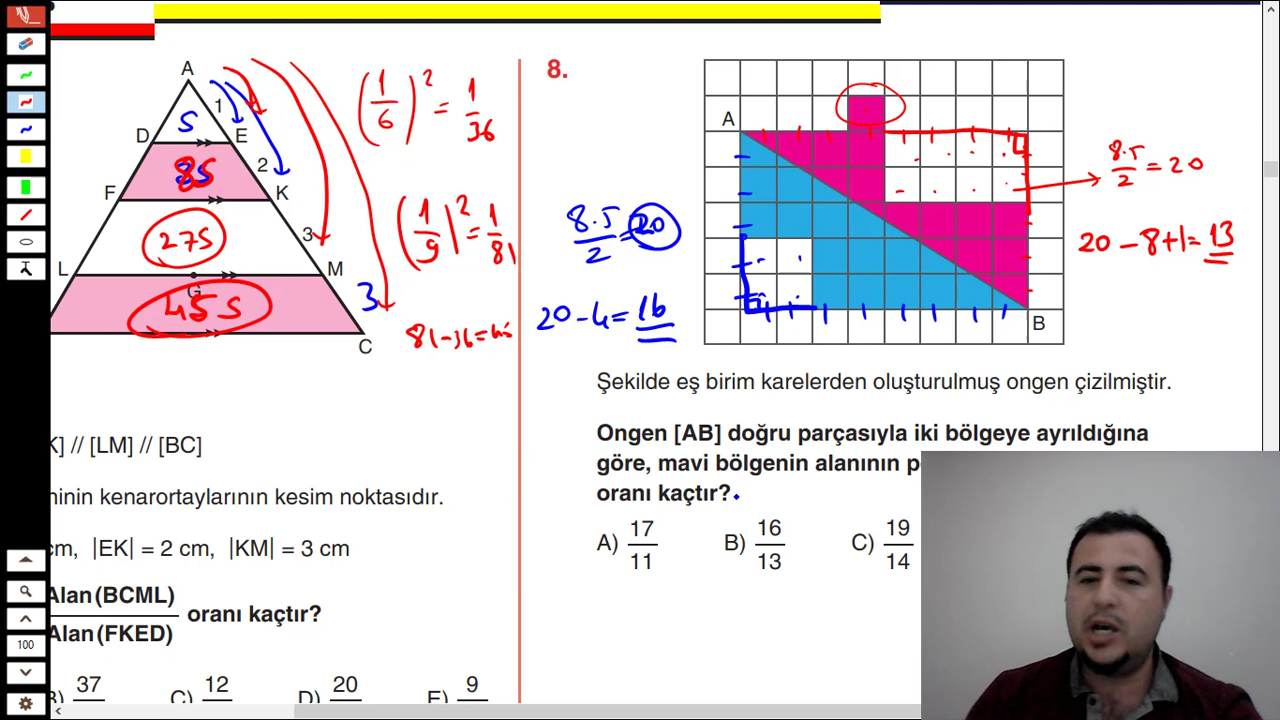 A
1
D
S
E
8S
2
F
K
27S
3
L
M
G
45S
3
C
(1/6)² = 1/36
(1/9)² = 1/81
81-36=45
K] // [LM] // [BC]
ninin kenarortaylarının kesim noktasıdır.
cm, |EK| = 2 cm, |KM| = 3 cm
Alan(BCML)
Alan(FKED)
oranı kaçtır?
37
C) 12
D) 20
E) 9
100
8.
A
B
8.5/2=20
20-4=16
8.5/2=20
20-8+1=13
Şekilde eş birim karelerden oluşturulmuş ongen çizilmiştir.
Ongen [AB] doğru parçasıyla iki bölgeye ayrıldığına
göre, mavi bölgenin alanının
oranı kaçtır?
A) 17/11
B) 16/13
C) 19/14